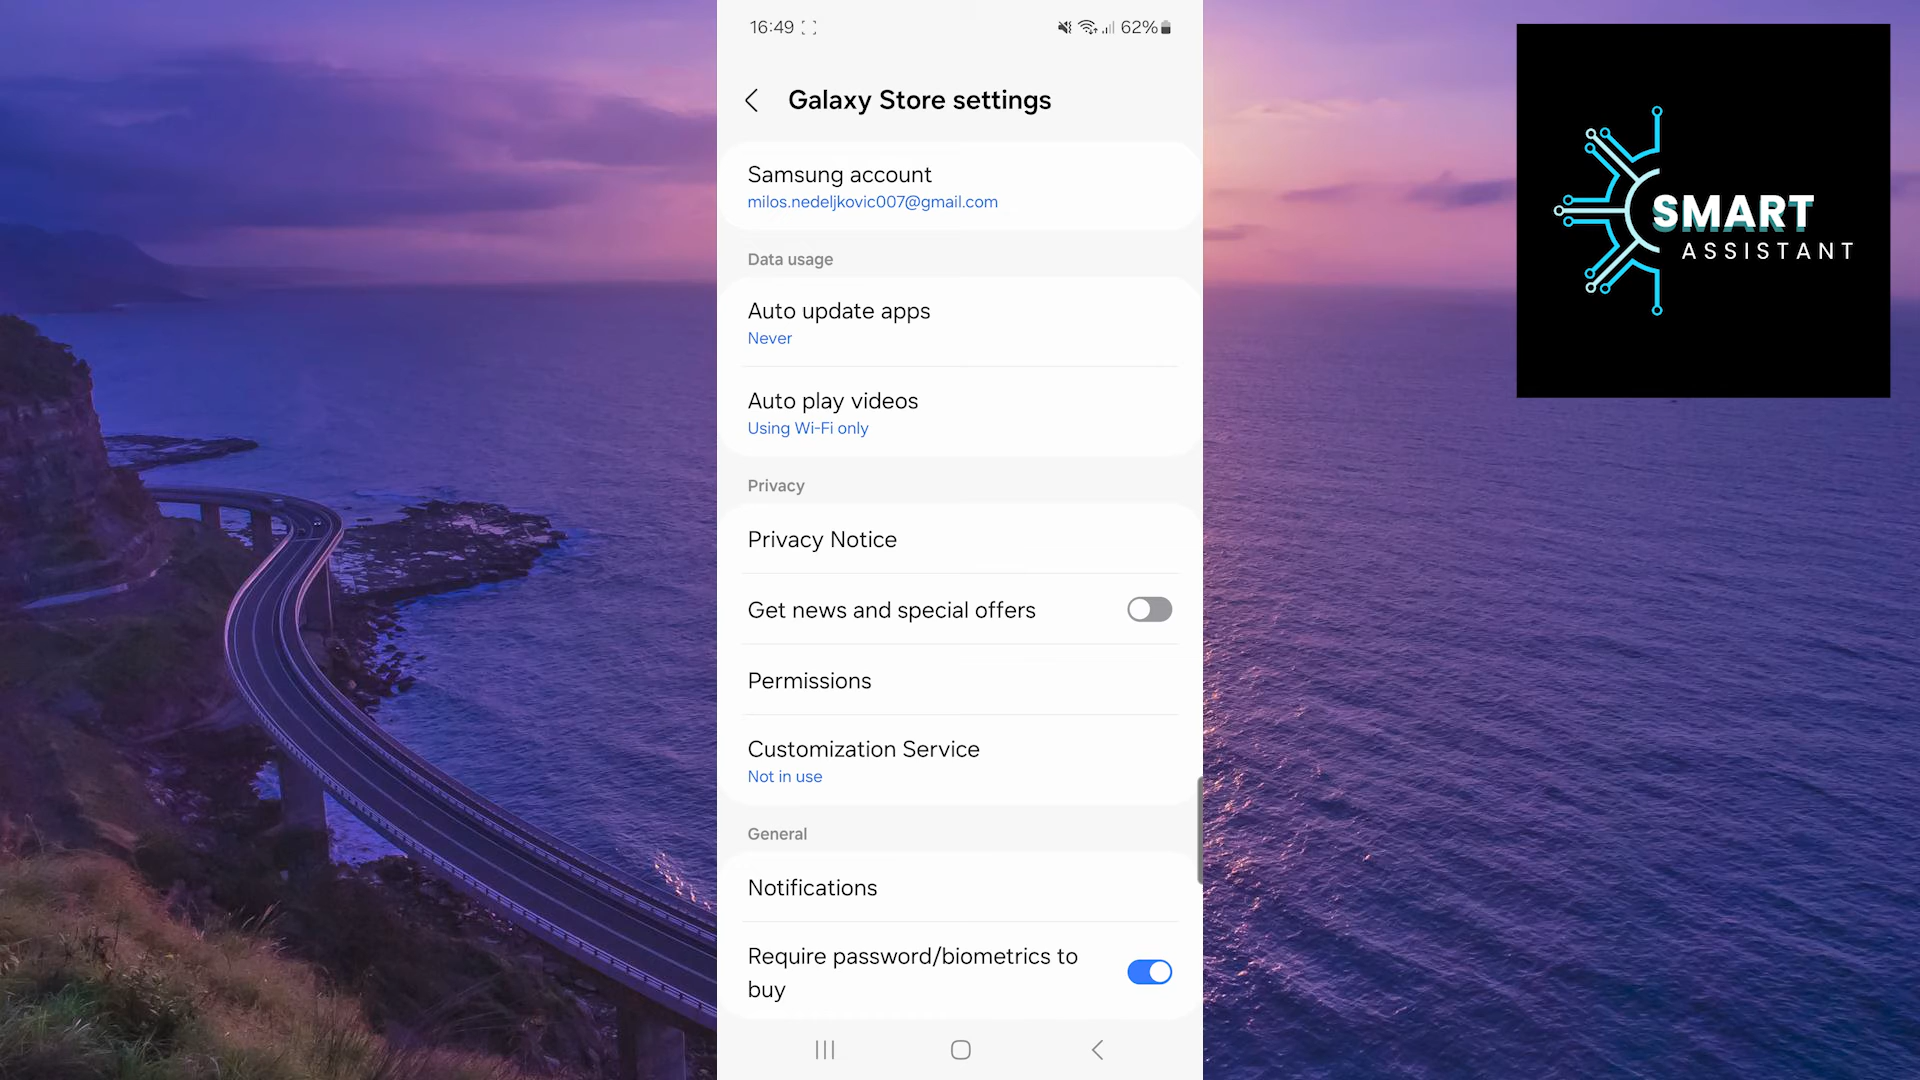 16:49
62%
Galaxy Store settings
Samsung account
milos.nedeljkovic007@gmail.com
Data usage
Auto update apps
Never
Auto play videos
Using Wi-Fi only
Privacy
Privacy Notice
Get news and special offers
Permissions
Customization Service
Not in use
General
Notifications
Require password/biometrics to
buy
SMART
ASSISTANT